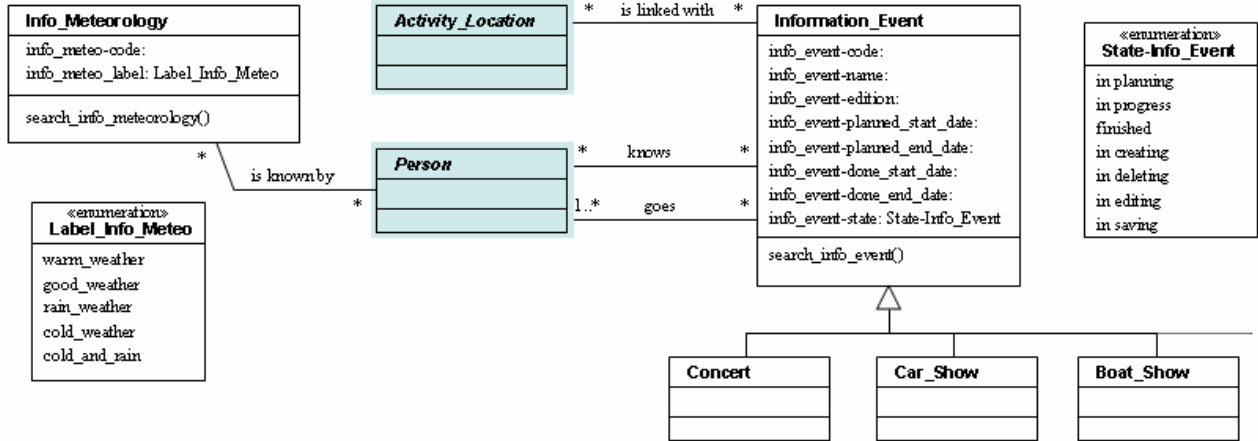 Info_Meteorology
info_meteo-code:
info_meteo_label: Label_Info_Meteo
search_info_meteorology()
Activity_Location
* is linked with *
Information_Event
info_event-code:
info_event-name:
info_event-edition:
info_event-planned_start_date:
info_event-planned_end_date:
info_event-done_start_date:
info_event-done_end_date:
info_event-state: State-Info_Event
search_info_event()
«enumeration»
State-Info_Event
in planning
in progress
finished
in creating
in deleting
in editing
in saving
*
is known by
*
Person
* knows *
1..* goes *
«enumeration»
Label_Info_Meteo
warm_weather
good_weather
rain_weather
cold_weather
cold_and_rain
Concert
Car_Show
Boat_Show